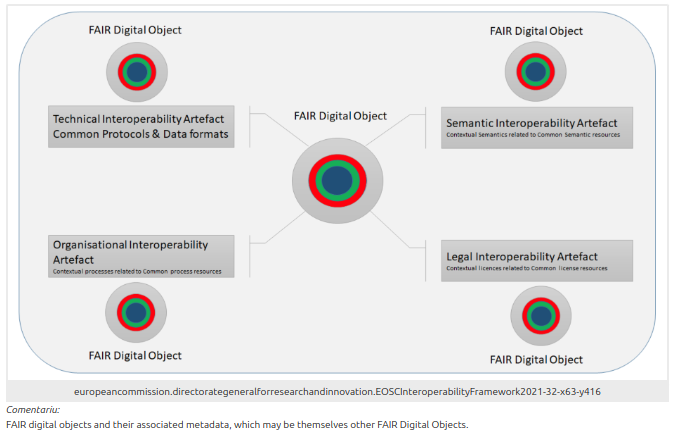 FAIR Digital Object
FAIR Digital Object
FAIR Digital Object
Technical Interoperability Artefact
Common Protocols & Data formats
Semantic Interoperability Artefact
Contextual Semantics related to Common Semantic resources
Organisational Interoperability
Artefact
Contextual processes related to Common process resources
Legal Interoperability Artefact
Contextual licences related to Common license resources
FAIR Digital Object
FAIR Digital Object
europeancommission.directorategeneralforresearchandinnovation.EOSCInteroperabilityFramework2021-32-x63-y416
Comentariu:
FAIR digital objects and their associated metadata, which may be themselves other FAIR Digital Objects.